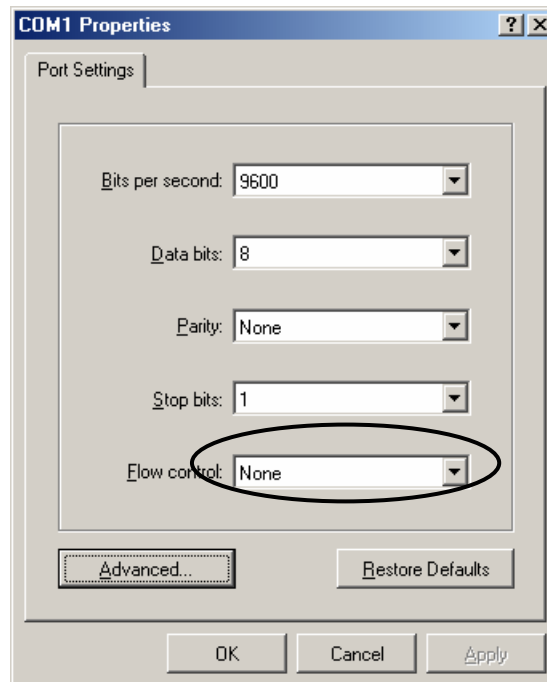 COM1 Properties
Port Settings
Bits per second: 9600
Data bits: 8
Parity: None
Stop bits: 1
Flow control: None
Advanced... Restore Defaults
OK Cancel Apply